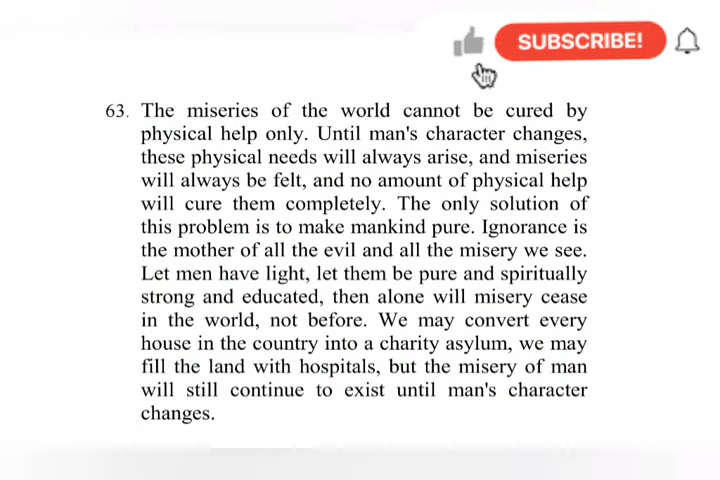 SUBSCRIBE!
63. The miseries of the world cannot be cured by
physical help only. Until man's character changes,
these physical needs will always arise, and miseries
will always be felt, and no amount of physical help
will cure them completely. The only solution of
this problem is to make mankind pure. Ignorance is
the mother of all the evil and all the misery we see.
Let men have light, let them be pure and spiritually
strong and educated, then alone will misery cease
in the world, not before. We may convert every
house in the country into a charity asylum, we may
fill the land with hospitals, but the misery of man
will still continue to exist until man's character
changes.